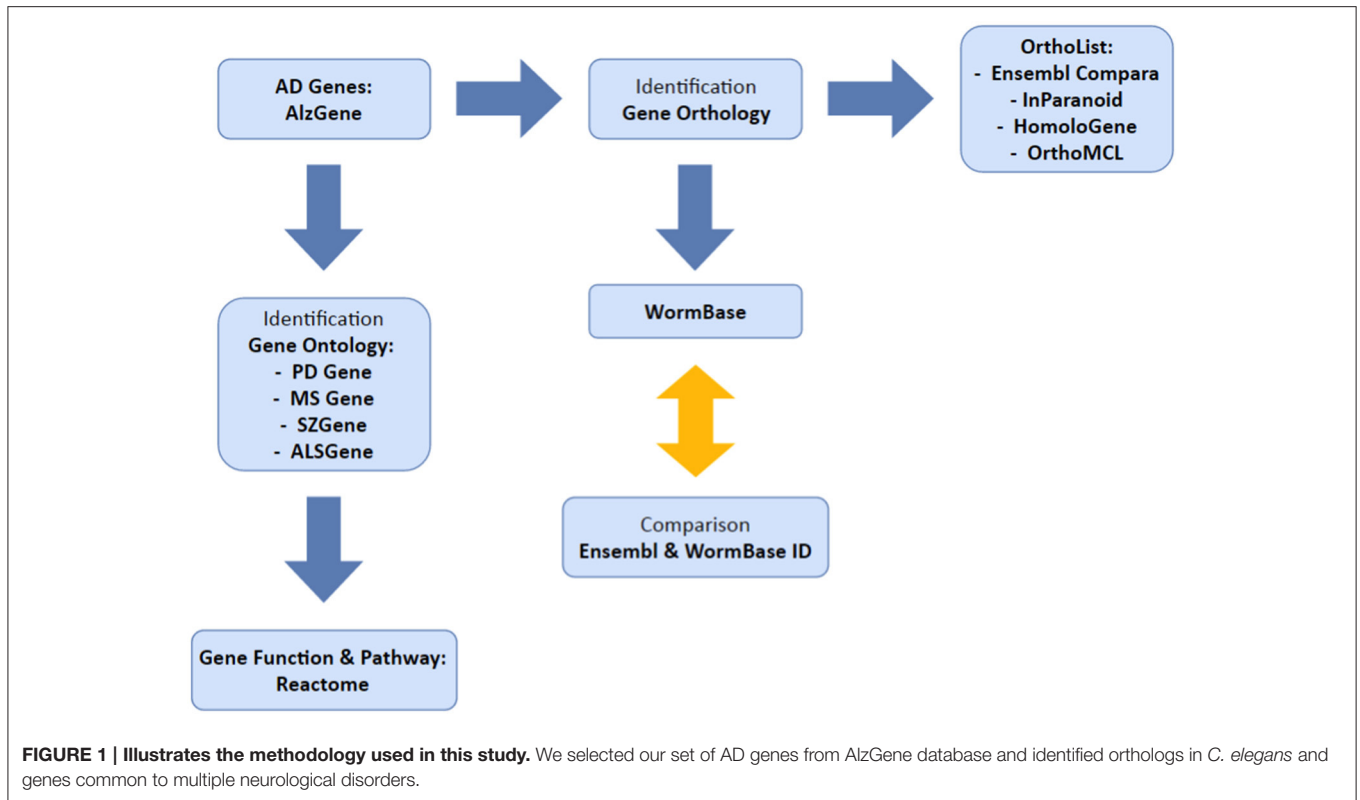 AD Genes:
AlzGene
Identification
Gene Orthology
OrthoList:
- Ensembl Compara
- InParanoid
- HomoloGene
- OrthoMCL
Identification
Gene Ontology:
- PD Gene
- MS Gene
- SZGene
- ALSGene
WormBase
Comparison
Ensembl & WormBase ID
Gene Function & Pathway:
Reactome
FIGURE 1 | Illustrates the methodology used in this study. We selected our set of AD genes from AlzGene database and identified orthologs in C. elegans and
genes common to multiple neurological disorders.